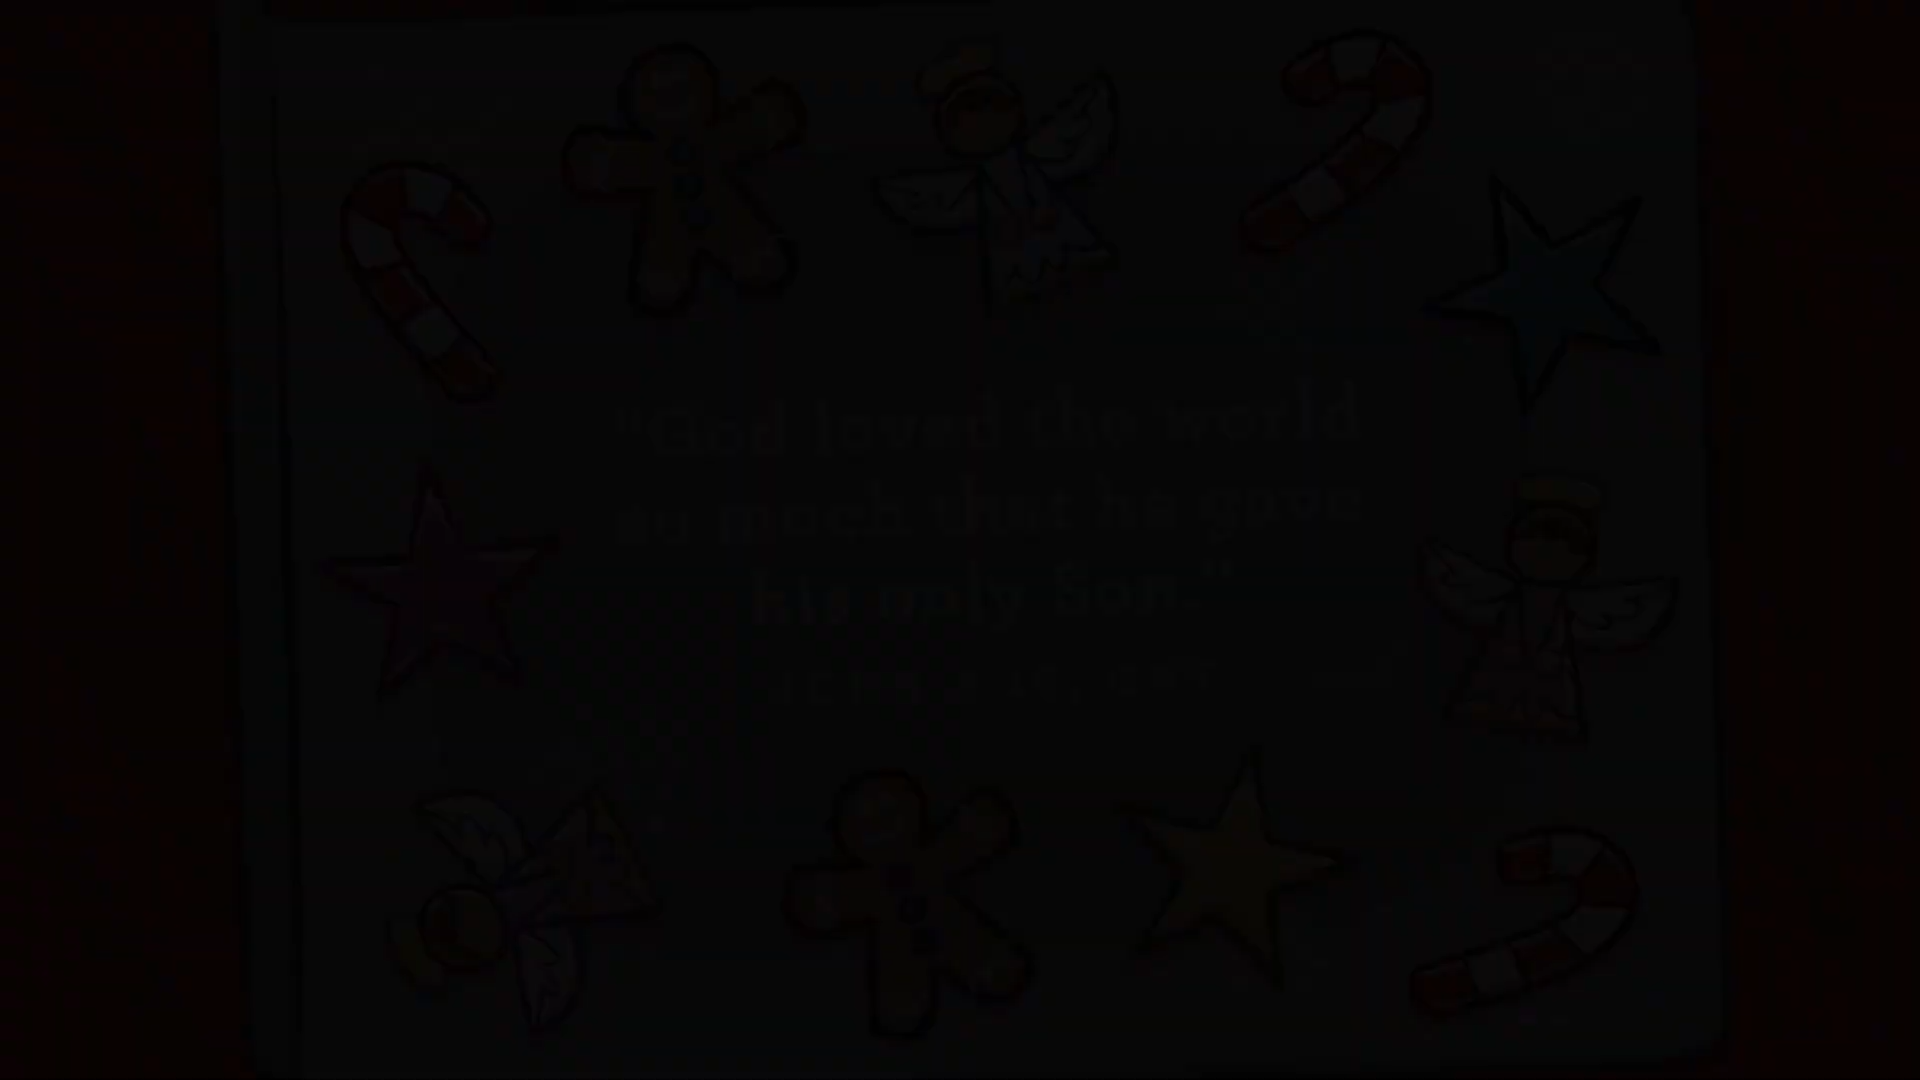 "God loved the world
so much that he gave
his only Son."